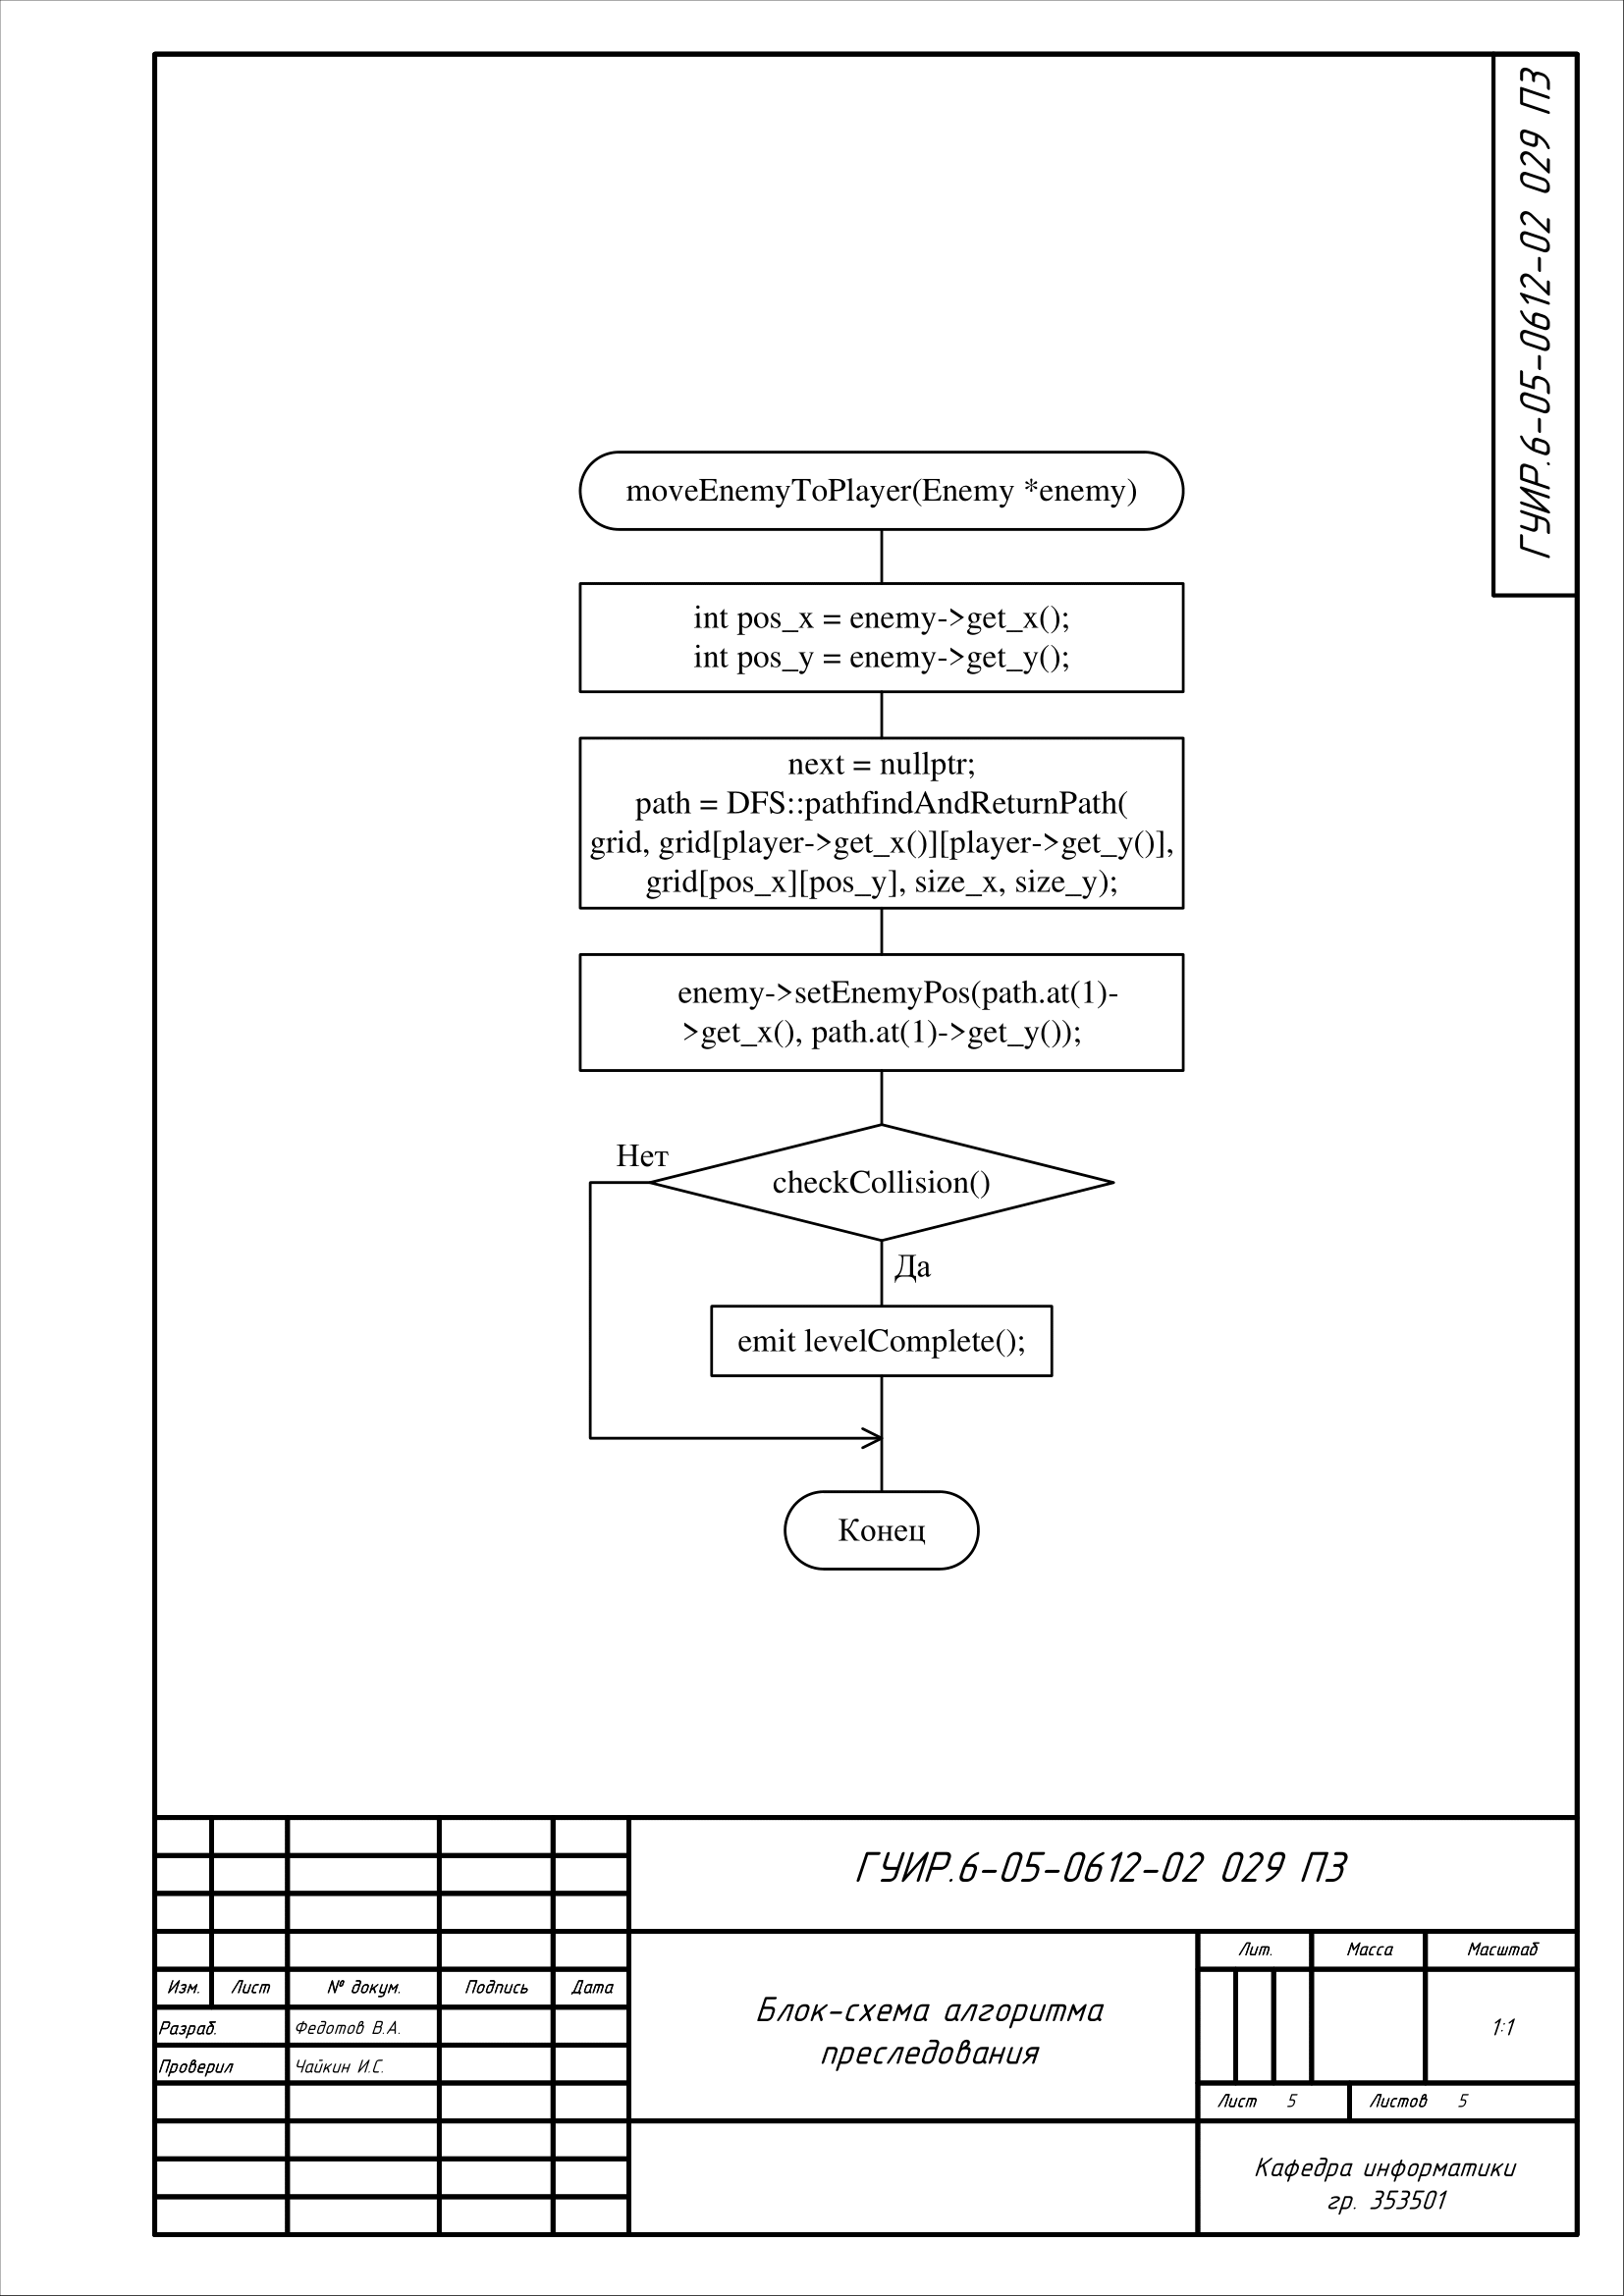 ГУИР.6-05-0612-02 029 ПЗ
moveEnemyToPlayer(Enemy *enemy)
int pos_x = enemy->get_x();
int pos_y = enemy->get_y();
next = nullptr;
path = DFS::pathfindAndReturnPath(
grid, grid[player->get_x()][player->get_y()],
grid[pos_x][pos_y], size_x, size_y);
enemy->setEnemyPos(path.at(1)-
>get_x(), path.at(1)->get_y());
Нет
checkCollision()
Да
emit levelComplete();
Конец
ГУИР.6-05-0612-02 029 ПЗ
Лит. Масса Масштаб
Изм. Лист № докум. Подпись Дата
Блок-схема алгоритма
преследования
Разраб. Федотов В.А.
1:1
Проверил Чайкин И.С.
Лист 5 Листов 5
Кафедра информатики
гр. 353501